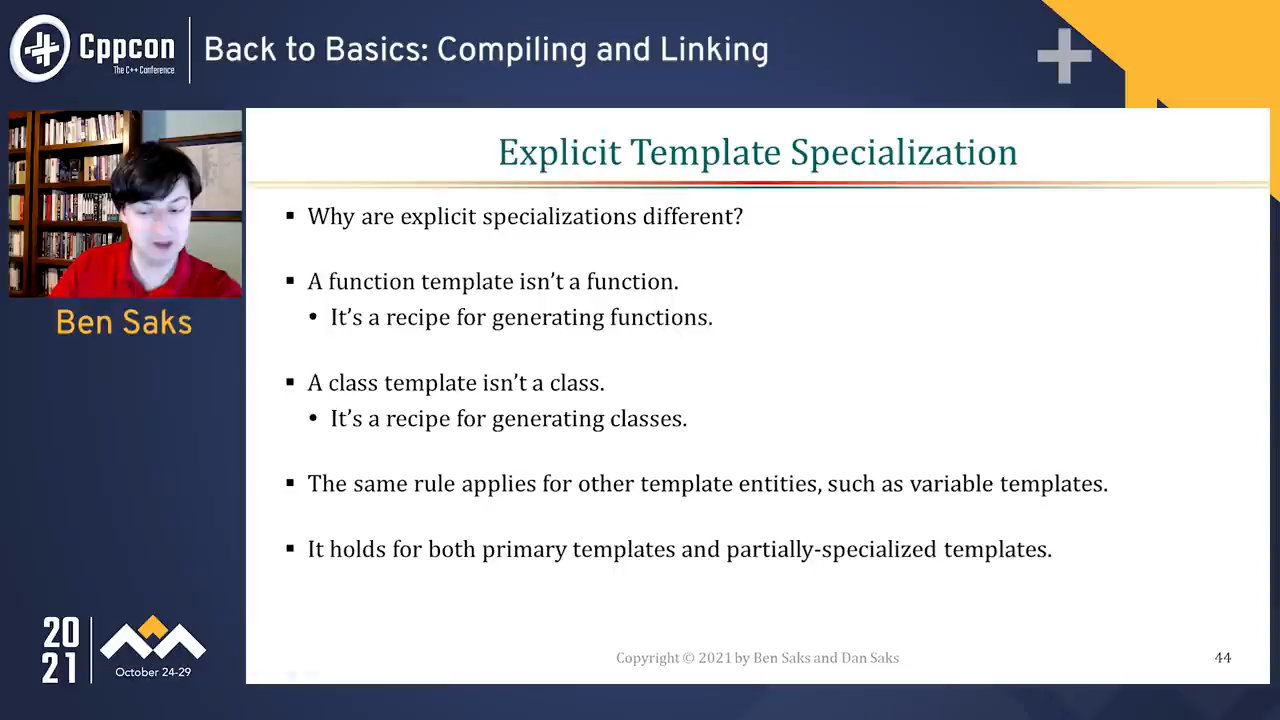 Cppcon
The C++ Conference
Back to Basics: Compiling and Linking
Ben Saks
Explicit Template Specialization
▪ Why are explicit specializations different?
▪ A function template isn’t a function.
• It’s a recipe for generating functions.
▪ A class template isn’t a class.
• It’s a recipe for generating classes.
▪ The same rule applies for other template entities, such as variable templates.
▪ It holds for both primary templates and partially-specialized templates.
20
21
October 24-29
Copyright © 2021 by Ben Saks and Dan Saks
44